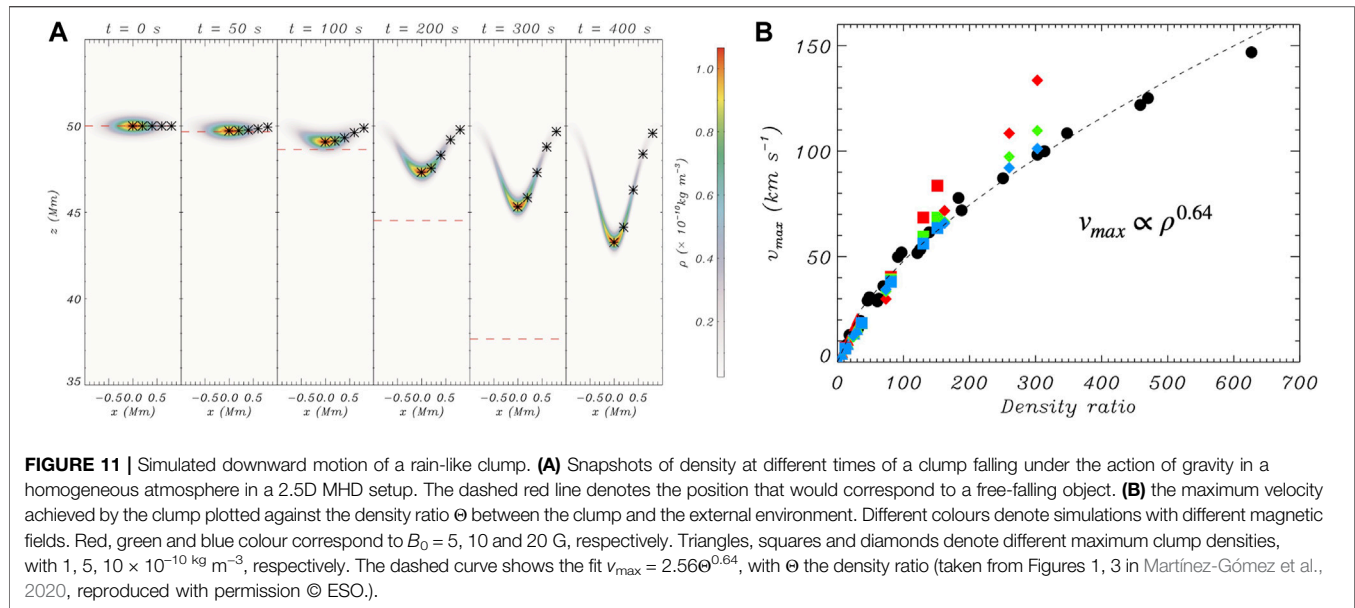 A
t = 0 s t = 50 s t = 100 s t = 200 s t = 300 s t = 400 s
50
45
40
35
z (Mm)
-0.50.0 0.5 -0.50.0 0.5 -0.50.0 0.5 -0.50.0 0.5 -0.50.0 0.5 -0.50.0 0.5
x (Mm) x (Mm) x (Mm) x (Mm) x (Mm) x (Mm)
1.0
0.8
0.6
0.4
0.2
ρ (× 10⁻¹⁰kg m⁻³)
B
150
100
50
0
v_max (km s⁻¹)
v_max ∝ ρ^0.64
0 100 200 300 400 500 600 700
Density ratio
FIGURE 11 | Simulated downward motion of a rain-like clump. (A) Snapshots of density at different times of a clump falling under the action of gravity in a
homogeneous atmosphere in a 2.5D MHD setup. The dashed red line denotes the position that would correspond to a free-falling object. (B) the maximum velocity
achieved by the clump plotted against the density ratio Θ between the clump and the external environment. Different colours denote simulations with different magnetic
fields. Red, green and blue colour correspond to B₀ = 5, 10 and 20 G, respectively. Triangles, squares and diamonds denote different maximum clump densities,
with 1, 5, 10 × 10⁻¹⁰ ᵏᵍ m⁻³, respectively. The dashed curve shows the fit v_max = 2.56Θ^0.64, with Θ the density ratio (taken from Figures 1, 3 in Martínez-Gómez et al.,
2020, reproduced with permission © ESO.).